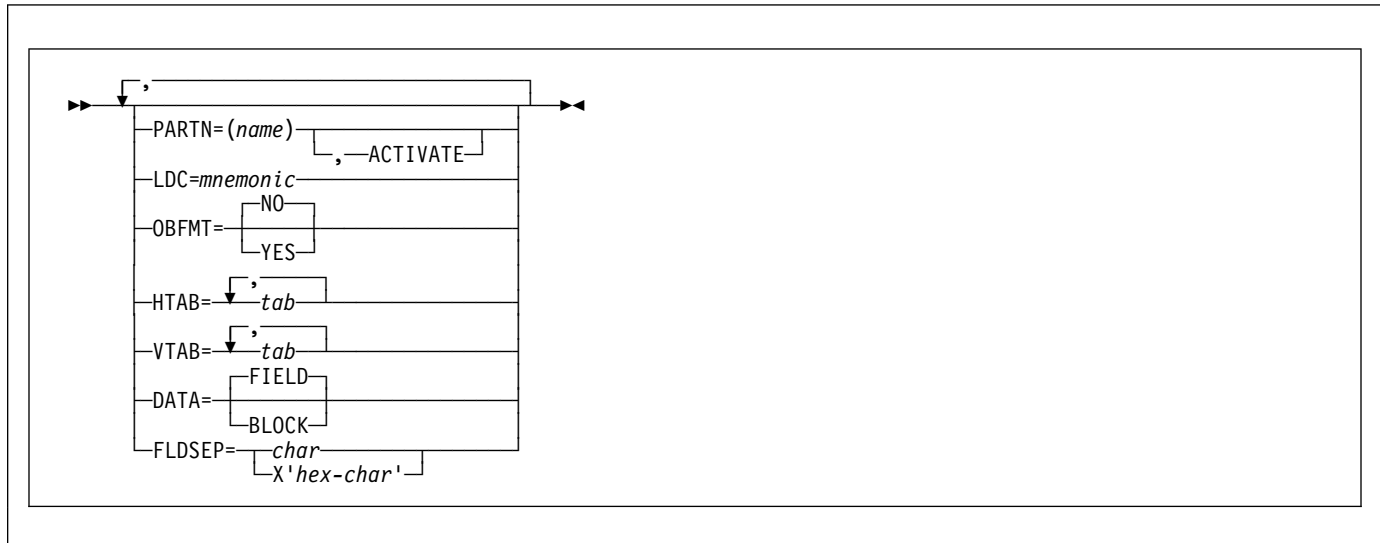 ,
PARTN=(name)
, ACTIVATE
LDC=mnemonic
NO
OBFMT=
YES
,
HTAB= tab
,
VTAB= tab
FIELD
DATA=
BLOCK
FLDSEP= char
X'hex-char'